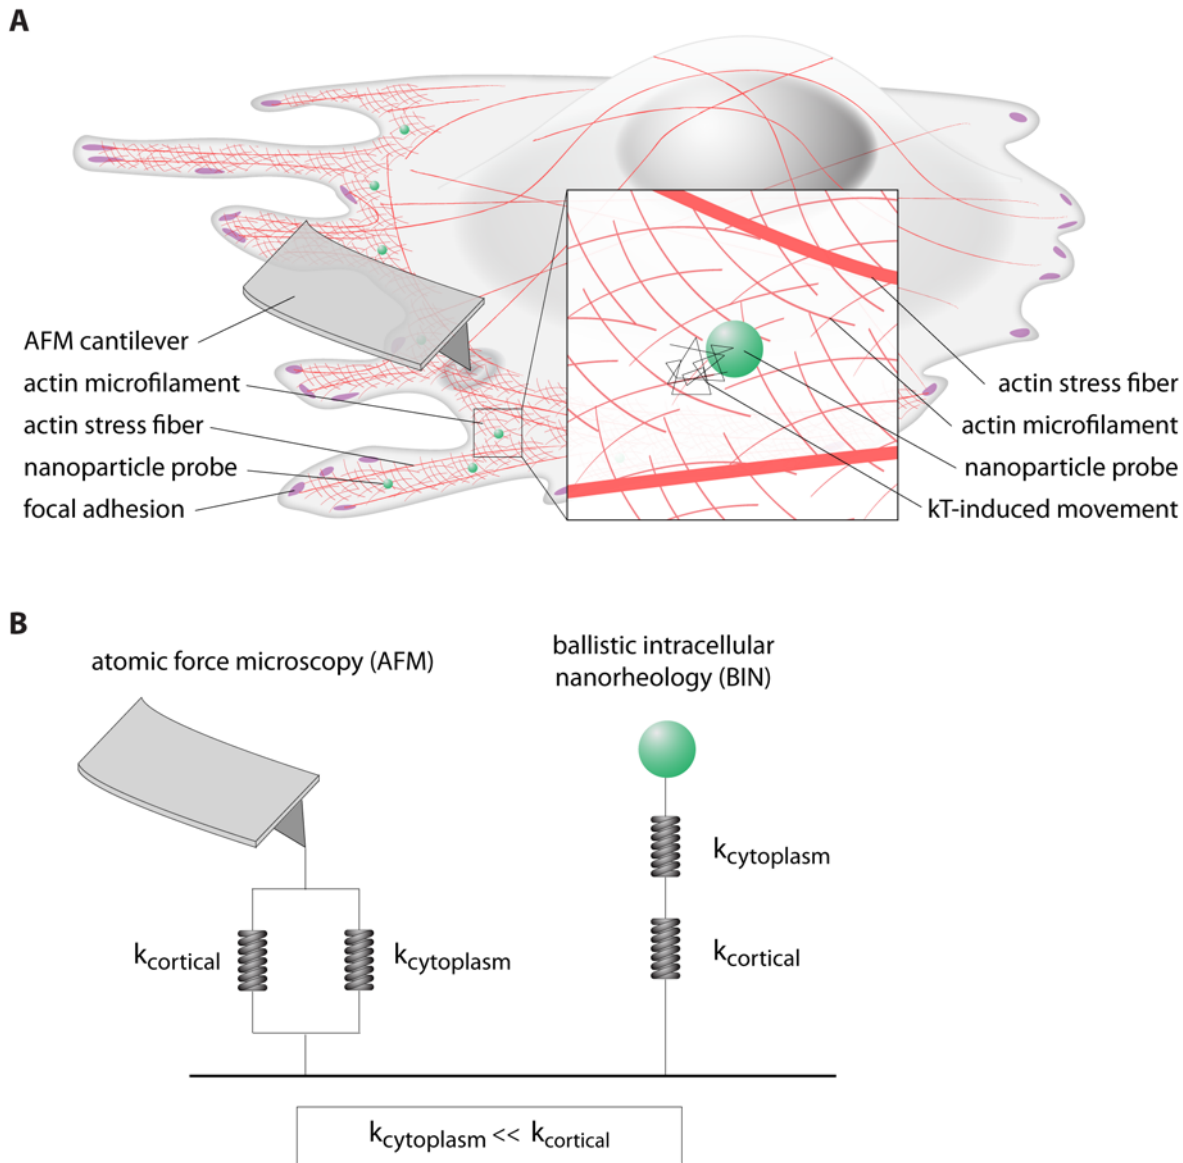 A
AFM cantilever
actin microfilament
actin stress fiber
nanoparticle probe
focal adhesion
actin stress fiber
actin microfilament
nanoparticle probe
kT-induced movement
B
atomic force microscopy (AFM)
ballistic intracellular
nanorheology (BIN)
kcortical
kcytoplasm
kcytoplasm
kcortical
kcytoplasm << kcortical